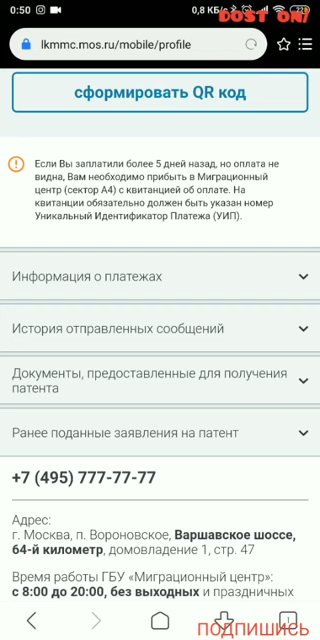 0:50
0,8 КБ/с
DOST ON/
lkmmc.mos.ru/mobile/profile
сформировать QR код
Если Вы заплатили более 5 дней назад, но оплата не
видна, Вам необходимо прибыть в Миграционный
центр (сектор А4) с квитанцией об оплате. На
квитанции обязательно должен быть указан номер
Уникальный Идентификатор Платежа (УИП).
Информация о платежах
История отправленных сообщений
Документы, предоставленные для получения
патента
Ранее поданные заявления на патент
+7 (495) 777-77-77
Адрес:
г. Москва, п. Вороновское, Варшавское шоссе,
64-й километр, домовладение 1, стр. 47
Время работы ГБУ «Миграционный центр»:
с 8:00 до 20:00, без выходных и праздничных
1
ПОДПИШИСЬ